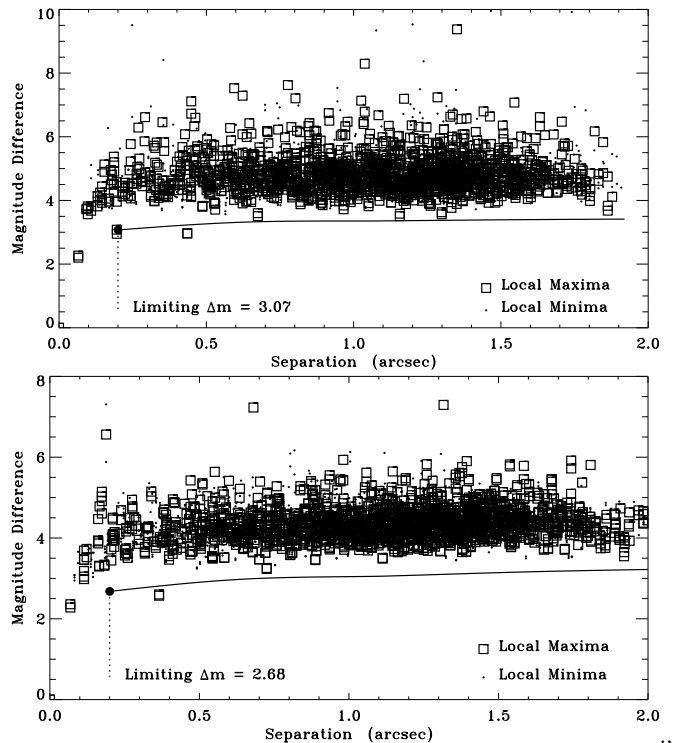 10
8
6
4
2
0
Magnitude Difference
Limiting Δm = 3.07
Local Maxima
Local Minima
0.0 0.5 1.0 1.5 2.0
Separation (arcsec)
8
6
4
2
0
Magnitude Difference
Limiting Δm = 2.68
Local Maxima
Local Minima
0.0 0.5 1.0 1.5 2.0
Separation (arcsec)